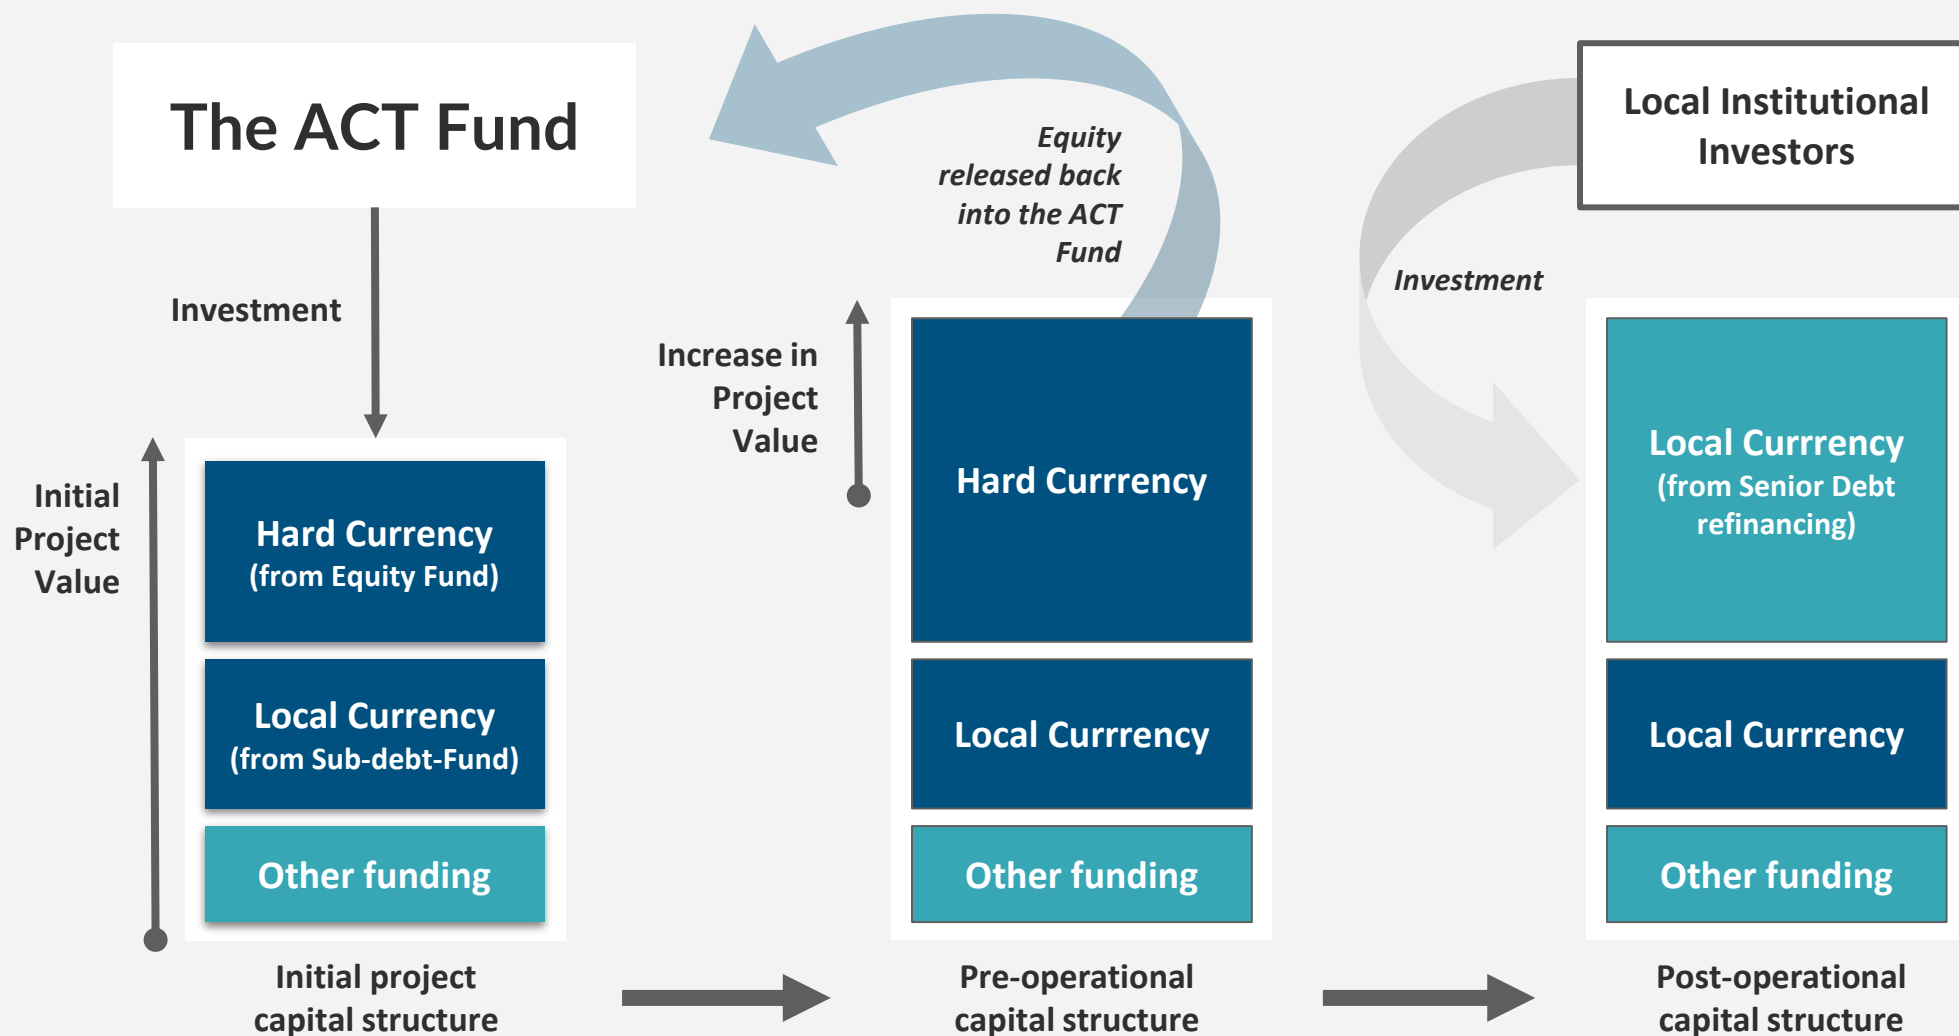 The ACT Fund
Equity
released back
into the ACT
Fund
Local Institutional
Investors
Investment
Investment
Increase in
Project
Value
Initial
Project
Value
Hard Currency
(from Equity Fund)
Local Currency
(from Sub-debt-Fund)
Other funding
Initial project
capital structure
Hard Currrency
Local Currrency
Other funding
Pre-operational
capital structure
Local Currrency
(from Senior Debt
refinancing)
Local Currrency
Other funding
Post-operational
capital structure